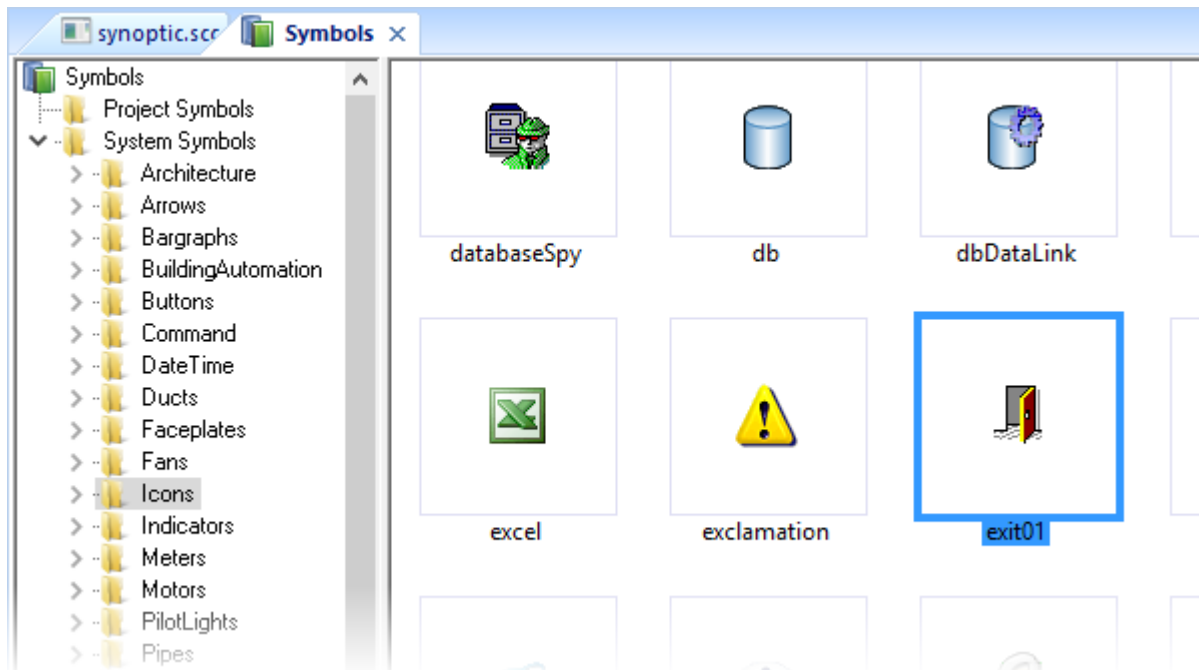 synoptic.scc
Symbols
Symbols
Project Symbols
System Symbols
Architecture
Arrows
Bargraphs
BuildingAutomation
Buttons
Command
DateTime
Ducts
Faceplates
Fans
Icons
Indicators
Meters
Motors
PilotLights
Pipes
databaseSpy
db
dbDataLink
excel
exclamation
exit01